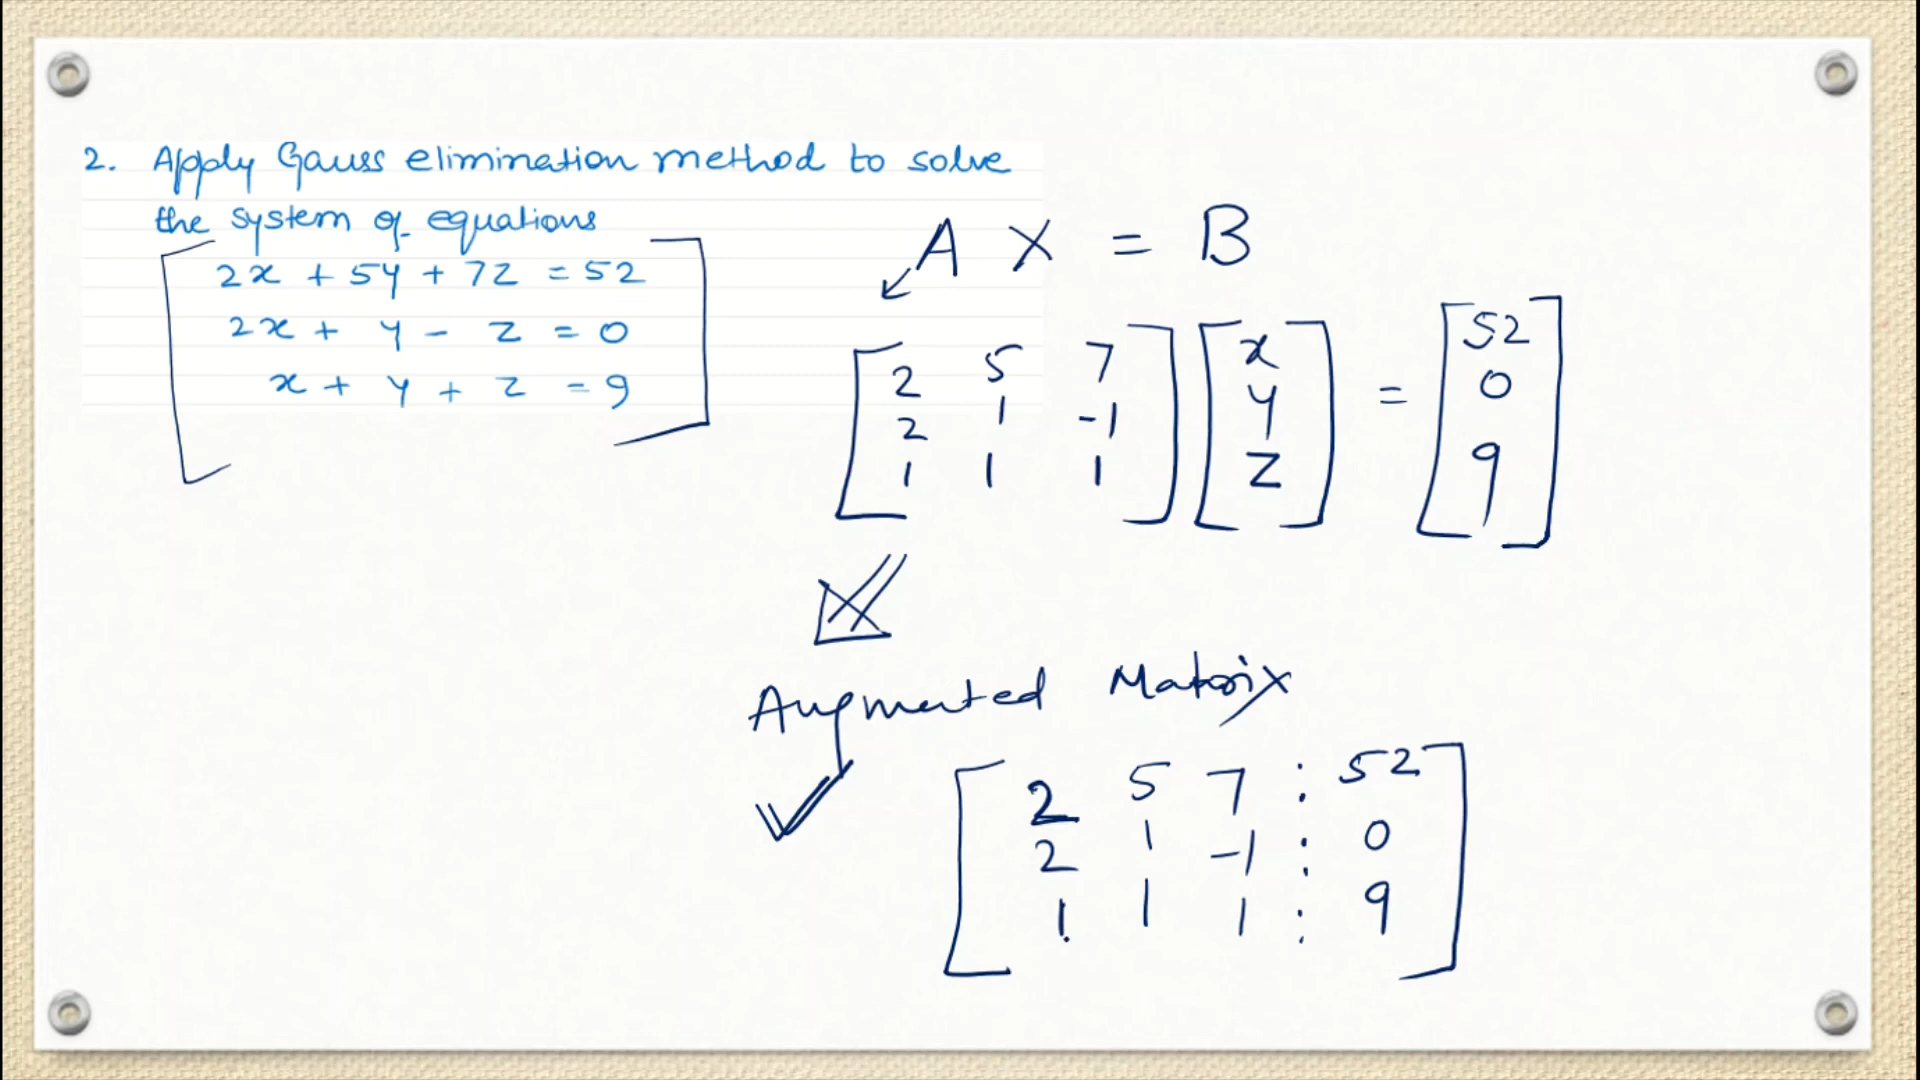 2. Apply Gauss elimination method to solve
the system of equations
2x + 5y + 7z = 52
2x + y - z = 0
x + y + z = 9
A X = B
2 5 7 x = 52
2 1 -1 y 0
1 1 1 z 9
Augmented Matrix
2 5 7 : 52
2 1 -1 : 0
1 1 1 : 9